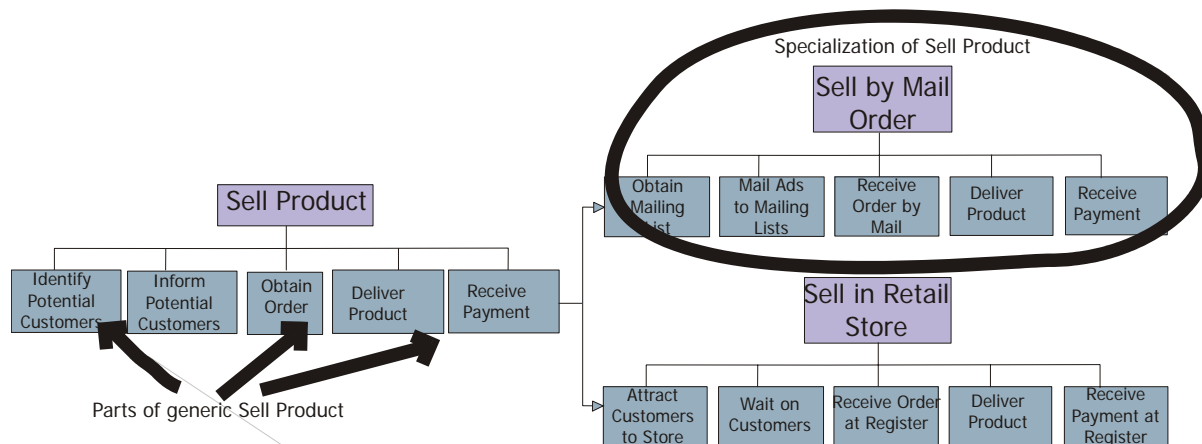 Specialization of Sell Product
Sell by Mail
Order
Obtain
Mailing
List
Mail Ads
to Mailing
Lists
Receive
Order by
Mail
Deliver
Product
Receive
Payment
Sell Product
Identify
Potential
Customers
Inform
Potential
Customers
Obtain
Order
Deliver
Product
Receive
Payment
Parts of generic Sell Product
Sell in Retail
Store
Attract
Customers
to Store
Wait on
Customers
Receive Order
at Register
Deliver
Product
Receive
Payment at
Register